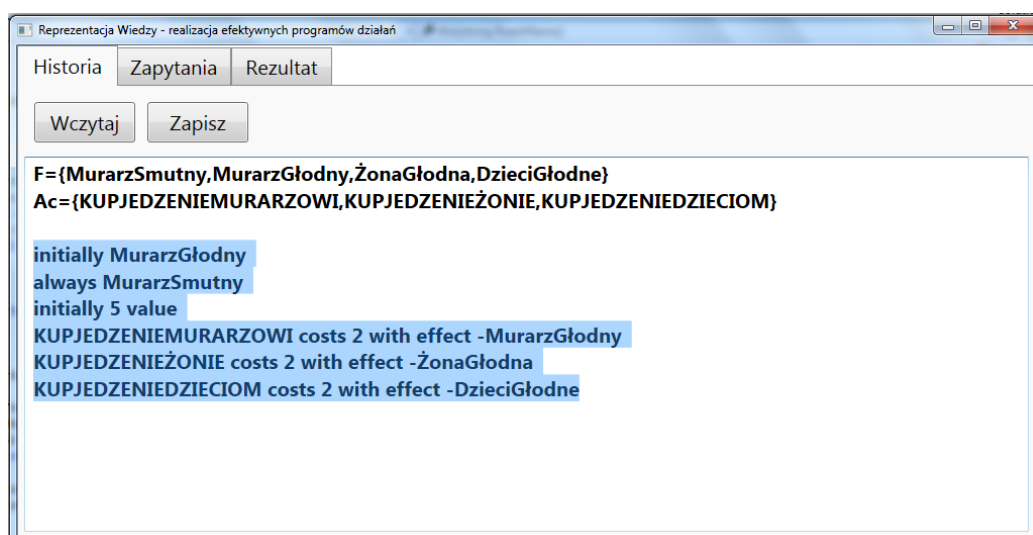 Reprezentacja Wiedzy - realizacja efektywnych programów działań
Historia Zapytania Rezultat
Wczytaj Zapisz
F={MurarzSmutny,MurarzGłodny,ŻonaGłodna,DzieciGłodne}
Ac={KUPJEDZENIEMURARZOWI,KUPJEDZENIEŻONIE,KUPJEDZENIEDZIECIOM}
initially MurarzGłodny
always MurarzSmutny
initially 5 value
KUPJEDZENIEMURARZOWI costs 2 with effect -MurarzGłodny
KUPJEDZENIEŻONIE costs 2 with effect -ŻonaGłodna
KUPJEDZENIEDZIECIOM costs 2 with effect -DzieciGłodne